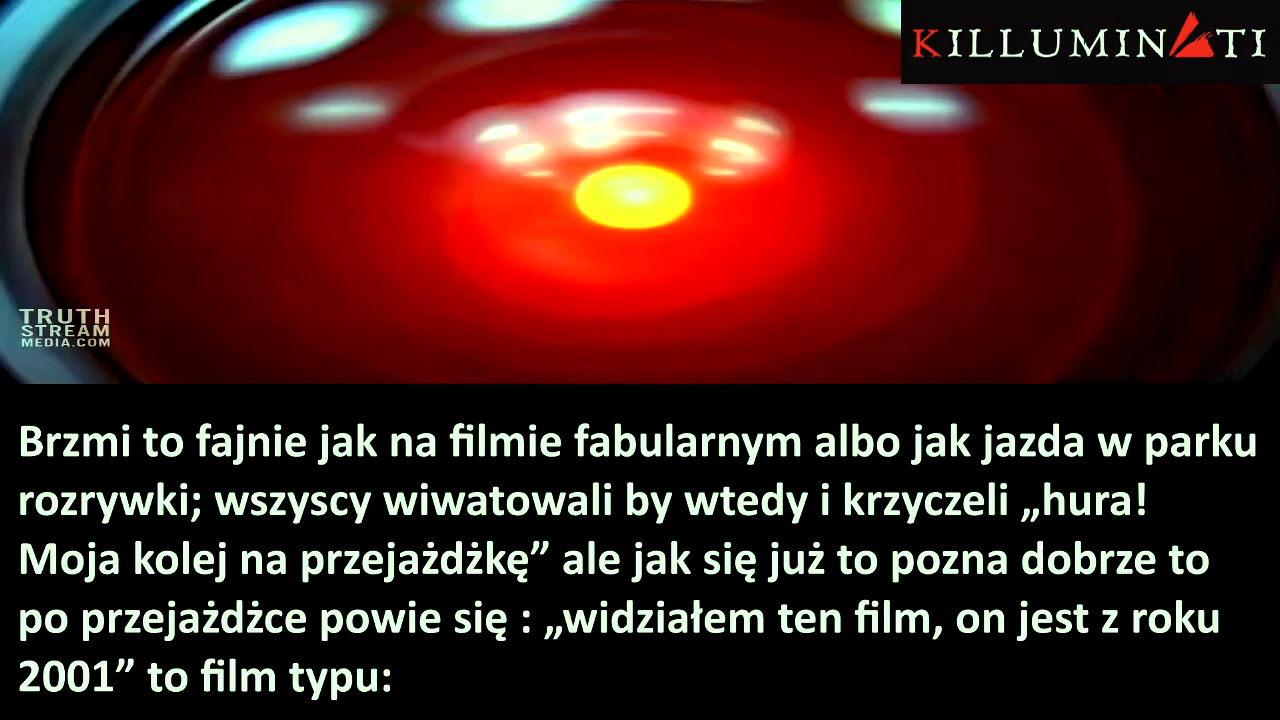 KILLUMINATI
TRUTH
STREAM
MEDIA.COM
Brzmi to fajnie jak na filmie fabularnym albo jak jazda w parku
rozrywki; wszyscy wiwatowali by wtedy i krzyczeli „hura!
Moja kolej na przejażdżkę” ale jak się już to pozna dobrze to
po przejażdżce powie się : „widziałem ten film, on jest z roku
2001” to film typu: